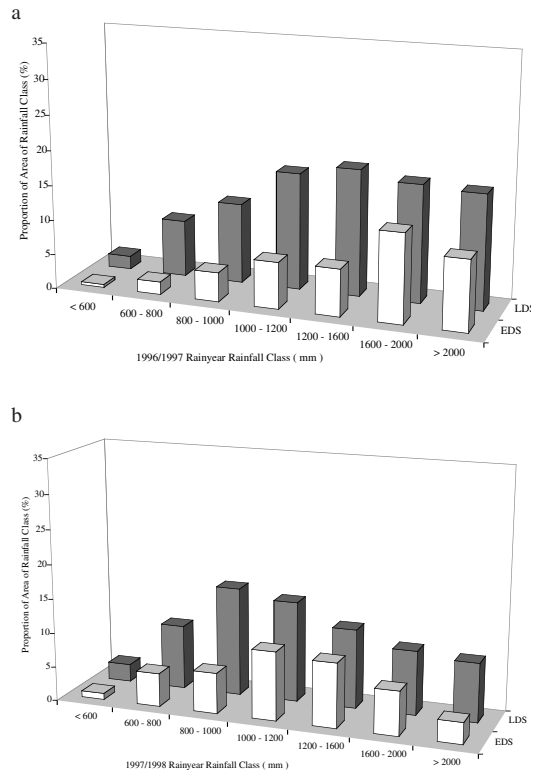 a
Proportion of Area of Rainfall Class (%)
35
30
25
20
15
10
5
0
< 600
600 - 800
800 - 1000
1000 - 1200
1200 - 1600
1600 - 2000
> 2000
EDS
LDS
1996/1997 Rainyear Rainfall Class ( mm )
b
Proportion of Area of Rainfall Class (%)
35
30
25
20
15
10
5
0
< 600
600 - 800
800 - 1000
1000 - 1200
1200 - 1600
1600 - 2000
> 2000
EDS
LDS
1997/1998 Rainyear Rainfall Class ( mm )